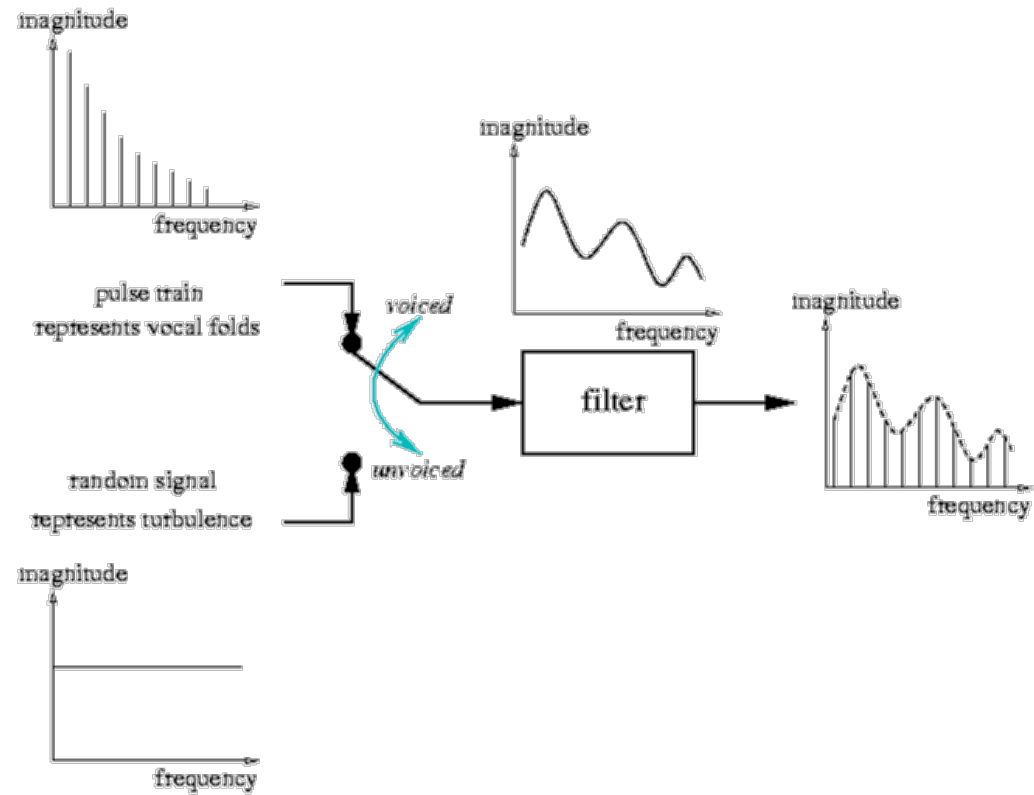 magnitude
frequency
pulse train
represents vocal folds
voiced
magnitude
frequency
filter
magnitude
frequency
unvoiced
random signal
represents turbulence
magnitude
frequency